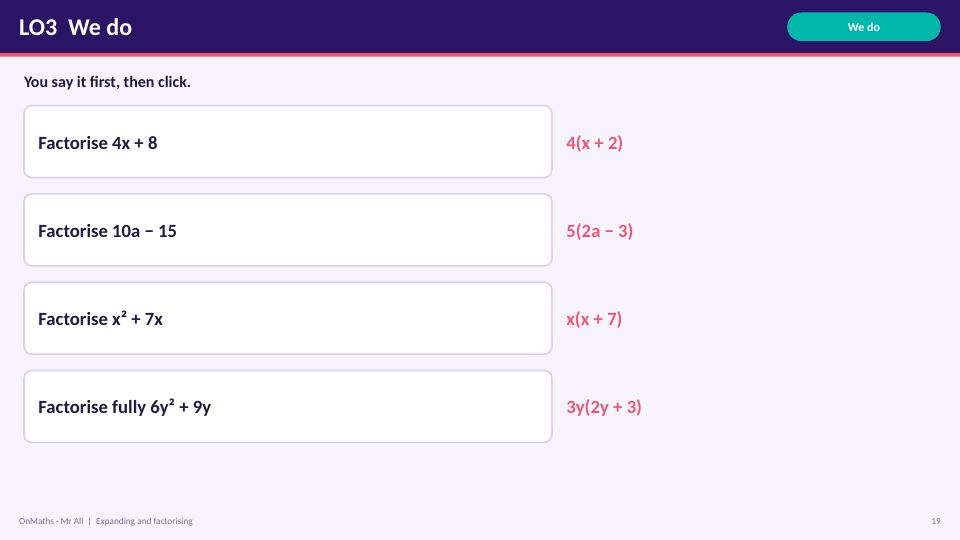 LO3  We do
We do
You say it first, then click.
Factorise 4x + 8
4(x + 2)
Factorise 10a − 15
5(2a − 3)
Factorise x² + 7x
x(x + 7)
Factorise fully 6y² + 9y
3y(2y + 3)
OnMaths - Mr Ali  |  Expanding and factorising
19